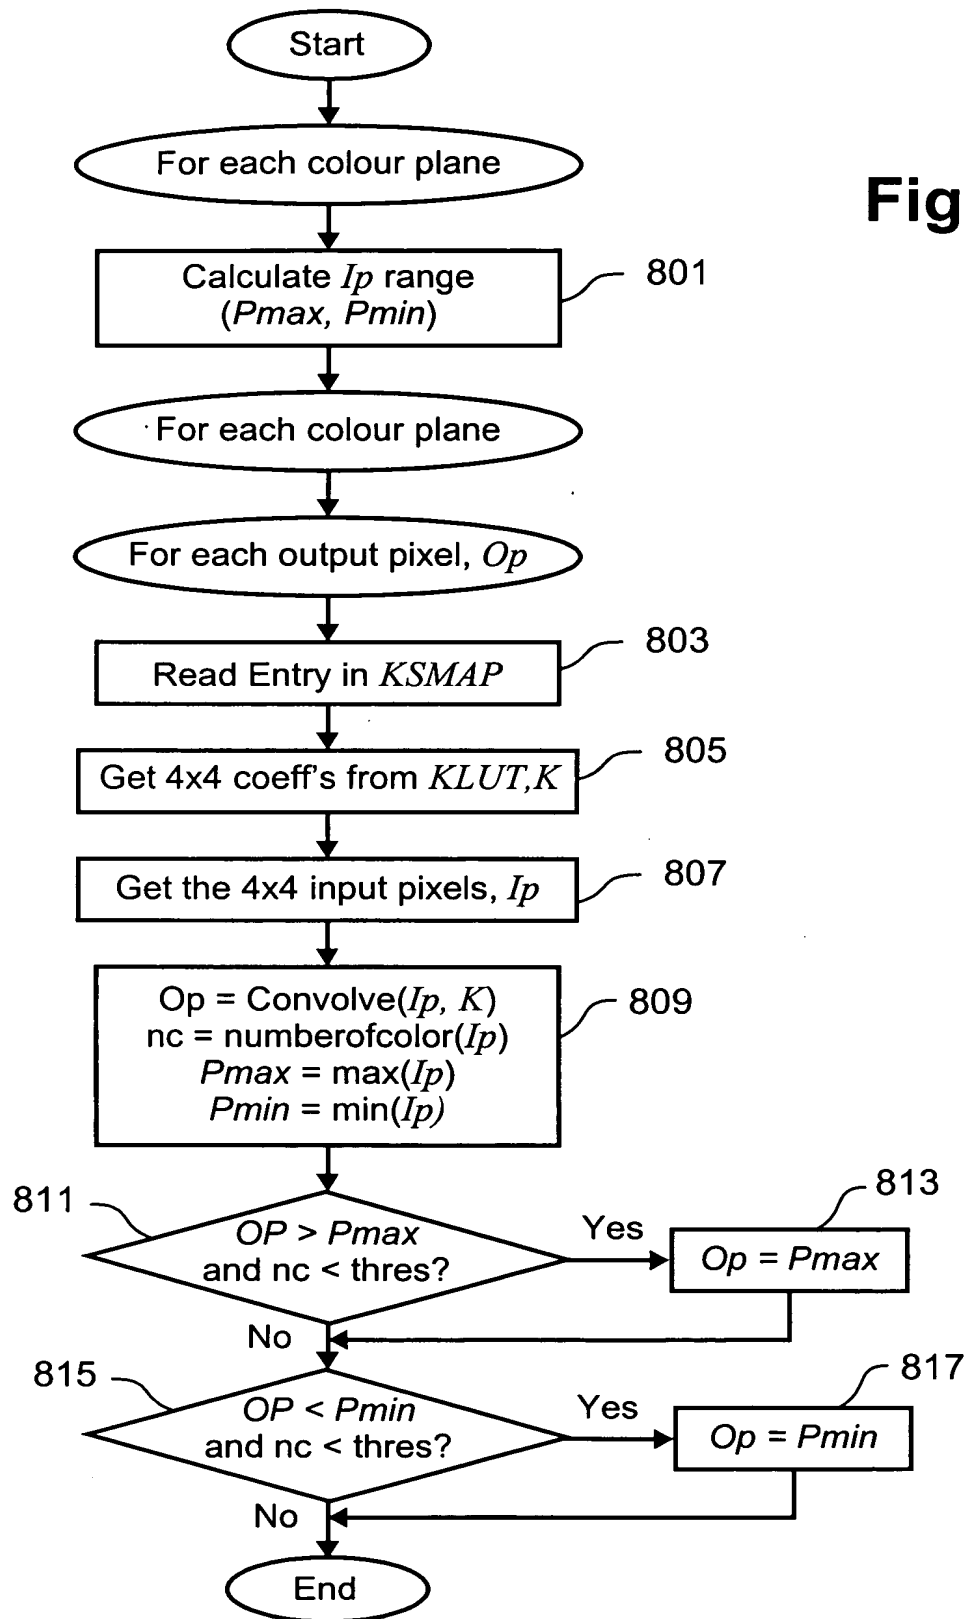 Start
For each colour plane
Fig
Calculate Ip range
(Pmax, Pmin)
801
For each colour plane
For each output pixel, Op
803
Read Entry in KSMAP
805
Get 4x4 coeff's from KLUT,K
807
Get the 4x4 input pixels, Ip
809
Op = Convolve(Ip, K)
nc = numberofcolor(Ip)
Pmax = max(Ip)
Pmin = min(Ip)
811
OP > Pmax
and nc < thres?
Yes
813
Op = Pmax
No
815
OP < Pmin
and nc < thres?
Yes
817
Op = Pmin
No
End